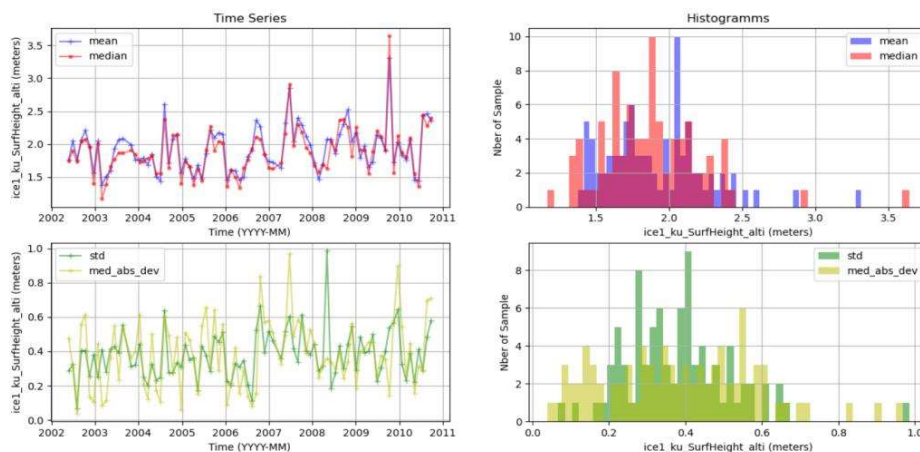 Time Series
Histogramms
ice1_ku_SurfHeight_alti (meters)
3.5
3.0
2.5
2.0
1.5
mean
median
2002 2003 2004 2005 2006 2007 2008 2009 2010 2011
Time (YYYY-MM)
Nber of Sample
10
8
6
4
2
0
mean
median
1.5 2.0 2.5 3.0 3.5
ice1_ku_SurfHeight_alti (meters)
ice1_ku_SurfHeight_alti (meters)
1.0
0.8
0.6
0.4
0.2
0.0
std
med_abs_dev
2002 2003 2004 2005 2006 2007 2008 2009 2010 2011
Time (YYYY-MM)
Nber of Sample
8
6
4
2
0
std
med_abs_dev
0.0 0.2 0.4 0.6 0.8 1.0
ice1_ku_SurfHeight_alti (meters)